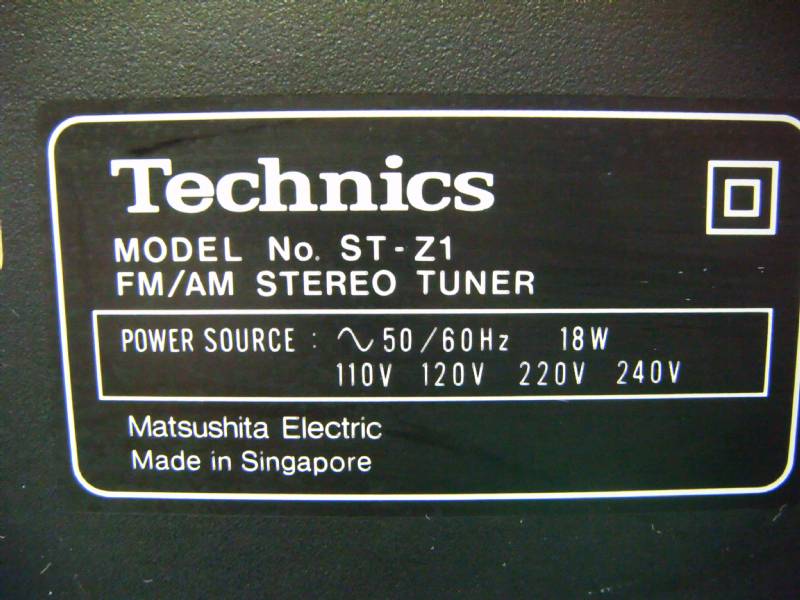 Technics
MODEL No. ST-Z1
FM/AM STEREO TUNER
POWER SOURCE : ∿ 50/60Hz 18W
110V 120V 220V 240V
Matsushita Electric
Made in Singapore